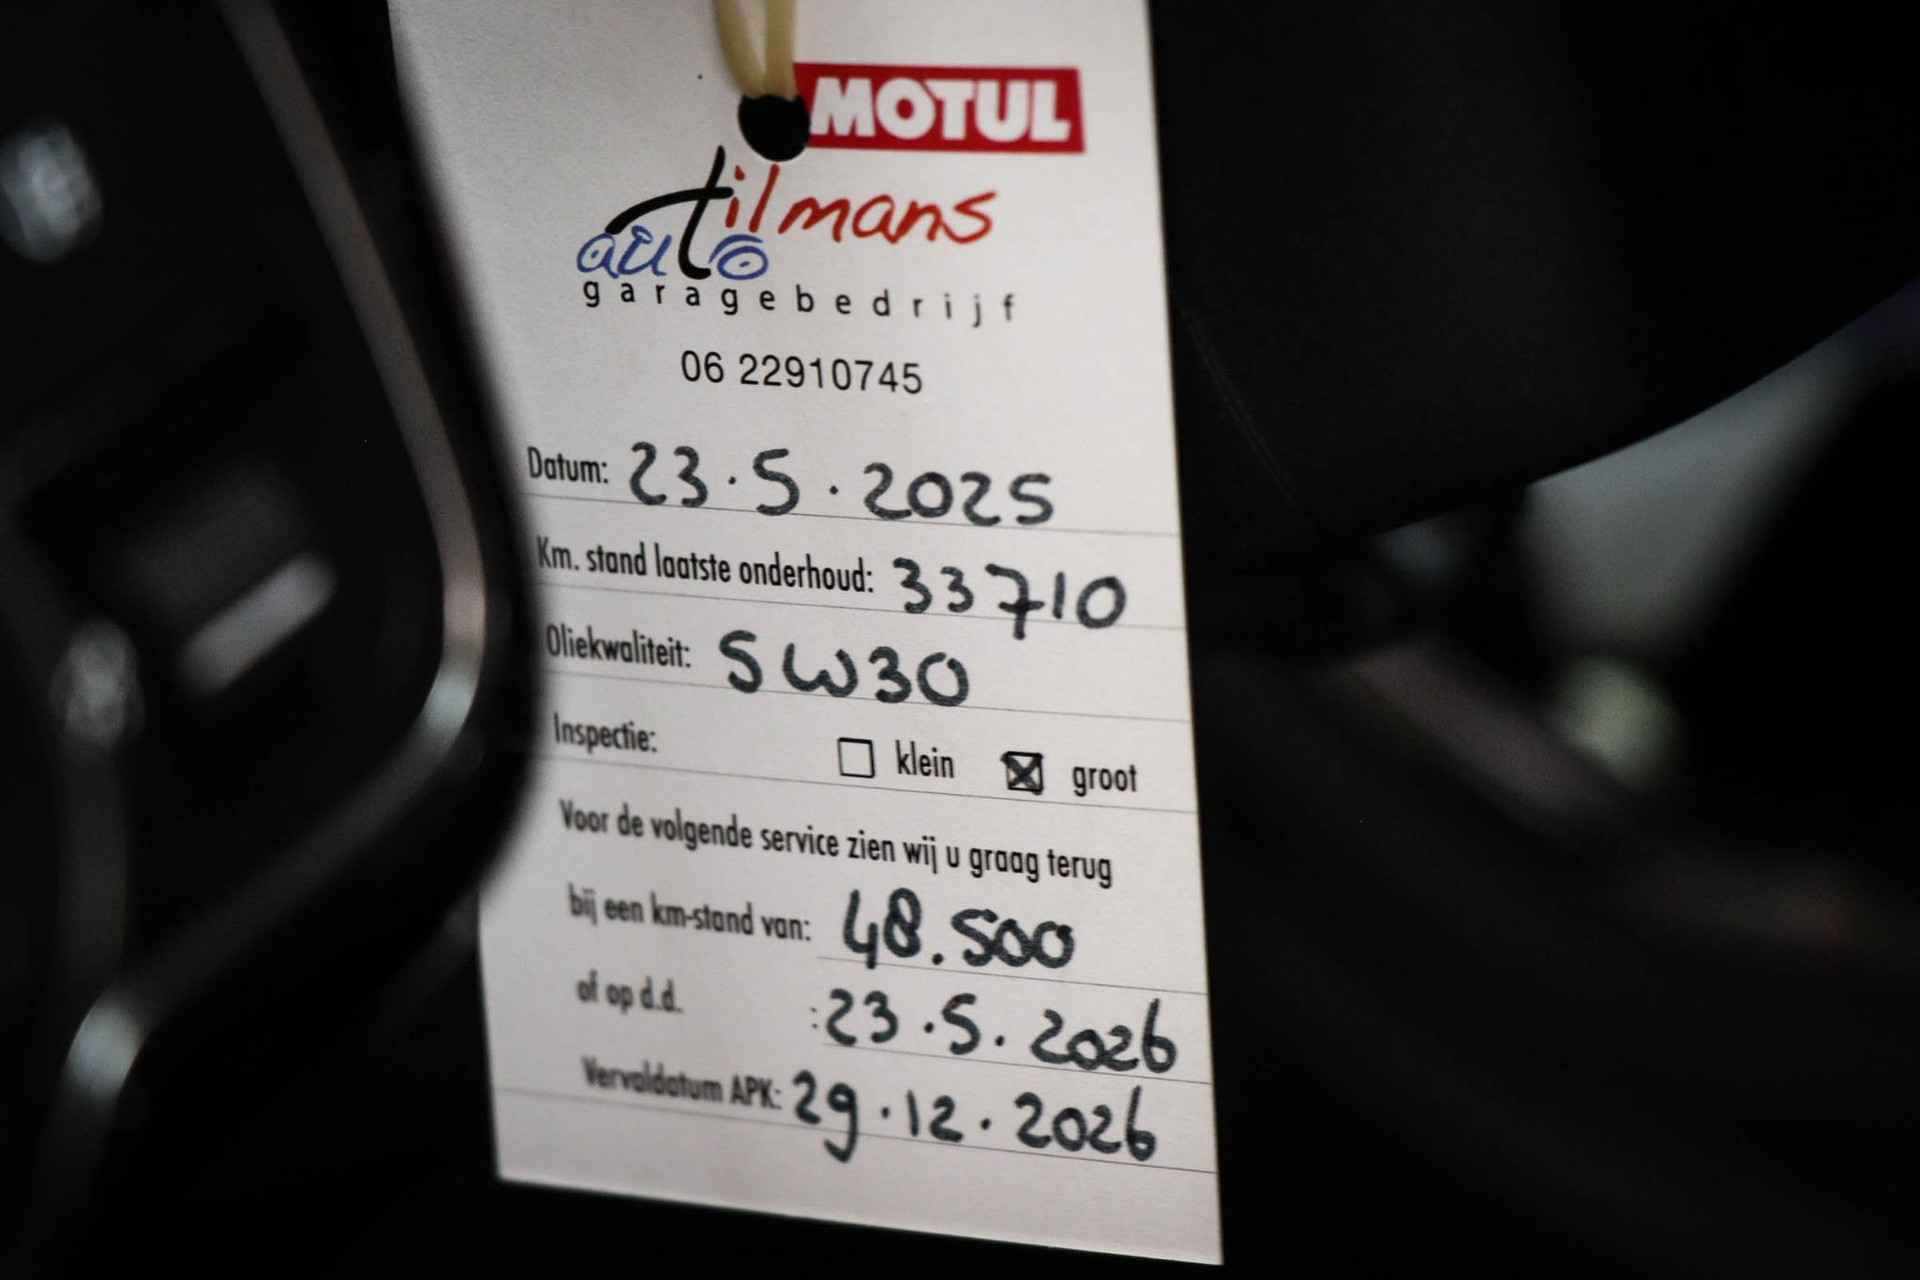 MOTUL
tilmans
auto
garagebedrijf
06 22910745
Datum: 23.5.2025
Km. stand laatste onderhoud: 33710
Oliekwaliteit: 5W30
Inspectie: ☐ klein ☒ groot
Voor de volgende service zien wij u graag terug
bij een km-stand van: 48.500
of op d.d. : 23.5.2026
Vervaldatum APK: 29.12.2026